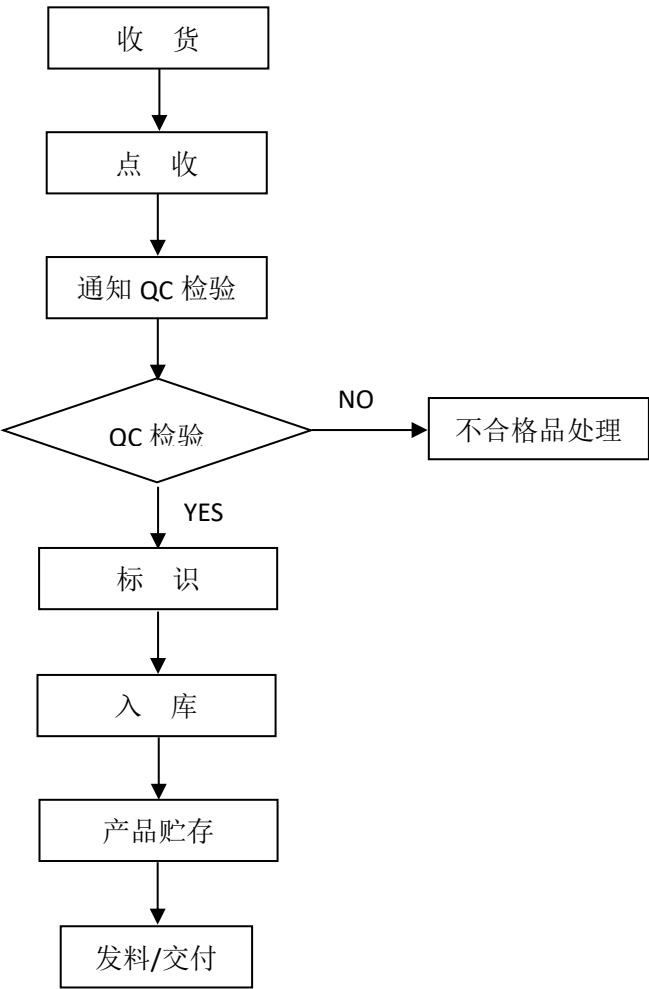 收 货
点 收
通知 QC 检验
QC 检验
NO
不合格品处理
YES
标 识
入 库
产品贮存
发料/交付